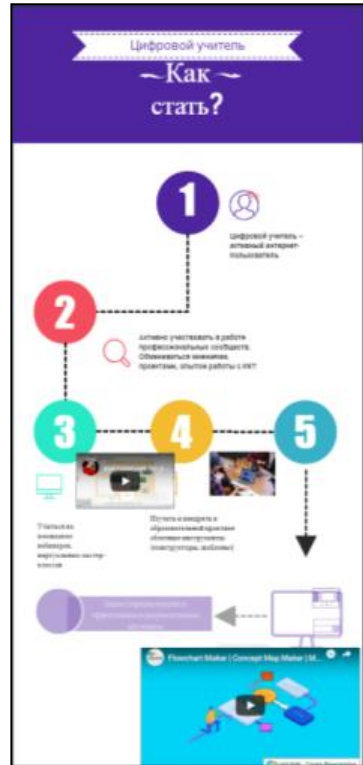 Цифровой учитель
Как
стать?
1
Цифровой учитель –
активный интернет-
пользователь
2
Активно участвовать в работе
профессиональных сообществ.
Обмениваться мнением,
проектами, опытом работы с ИКТ
3
4
5
Учиться на
вебинарах,
виртуальных мастер-
классах
Изучать и внедрять в
образовательной практике
облачные инструменты
(конструкторы, шаблоны)
Flowchart Maker | Concept Map Maker | M...